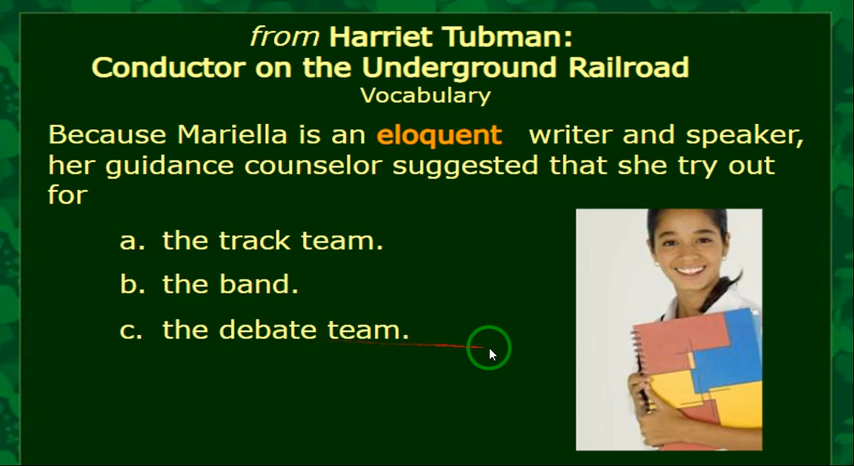 from Harriet Tubman:
Conductor on the Underground Railroad
Vocabulary
Because Mariella is an eloquent writer and speaker,
her guidance counselor suggested that she try out
for
a. the track team.
b. the band.
c. the debate team.